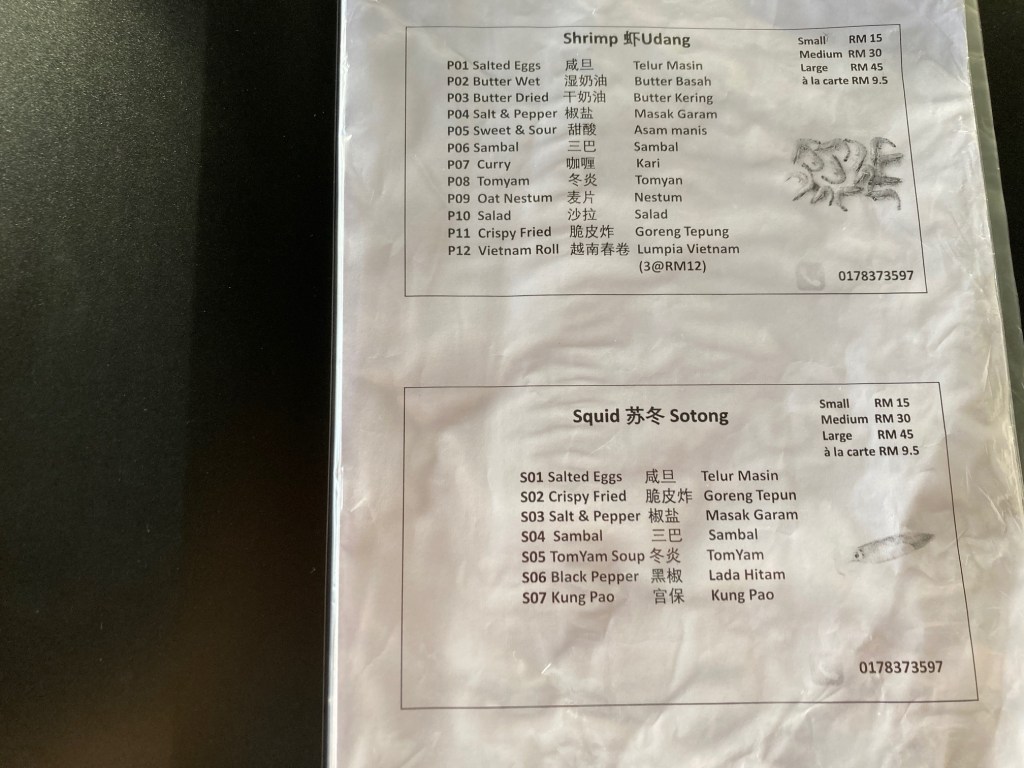 Shrimp 虾Udang
Small RM 15
Medium RM 30
Large RM 45
à la carte RM 9.5
P01 Salted Eggs 咸旦 Telur Masin
P02 Butter Wet 湿奶油 Butter Basah
P03 Butter Dried 干奶油 Butter Kering
P04 Salt & Pepper 椒盐 Masak Garam
P05 Sweet & Sour 甜酸 Asam manis
P06 Sambal 三巴 Sambal
P07 Curry 咖喱 Kari
P08 Tomyam 冬炎 Tomyan
P09 Oat Nestum 麦片 Nestum
P10 Salad 沙拉 Salad
P11 Crispy Fried 脆皮炸 Goreng Tepung
P12 Vietnam Roll 越南春卷 Lumpia Vietnam
(3@RM12)
0178373597
Squid 苏冬 Sotong
Small RM 15
Medium RM 30
Large RM 45
à la carte RM 9.5
S01 Salted Eggs 咸旦 Telur Masin
S02 Crispy Fried 脆皮炸 Goreng Tepun
S03 Salt & Pepper 椒盐 Masak Garam
S04 Sambal 三巴 Sambal
S05 TomYam Soup 冬炎 TomYam
S06 Black Pepper 黑椒 Lada Hitam
S07 Kung Pao 宫保 Kung Pao
0178373597